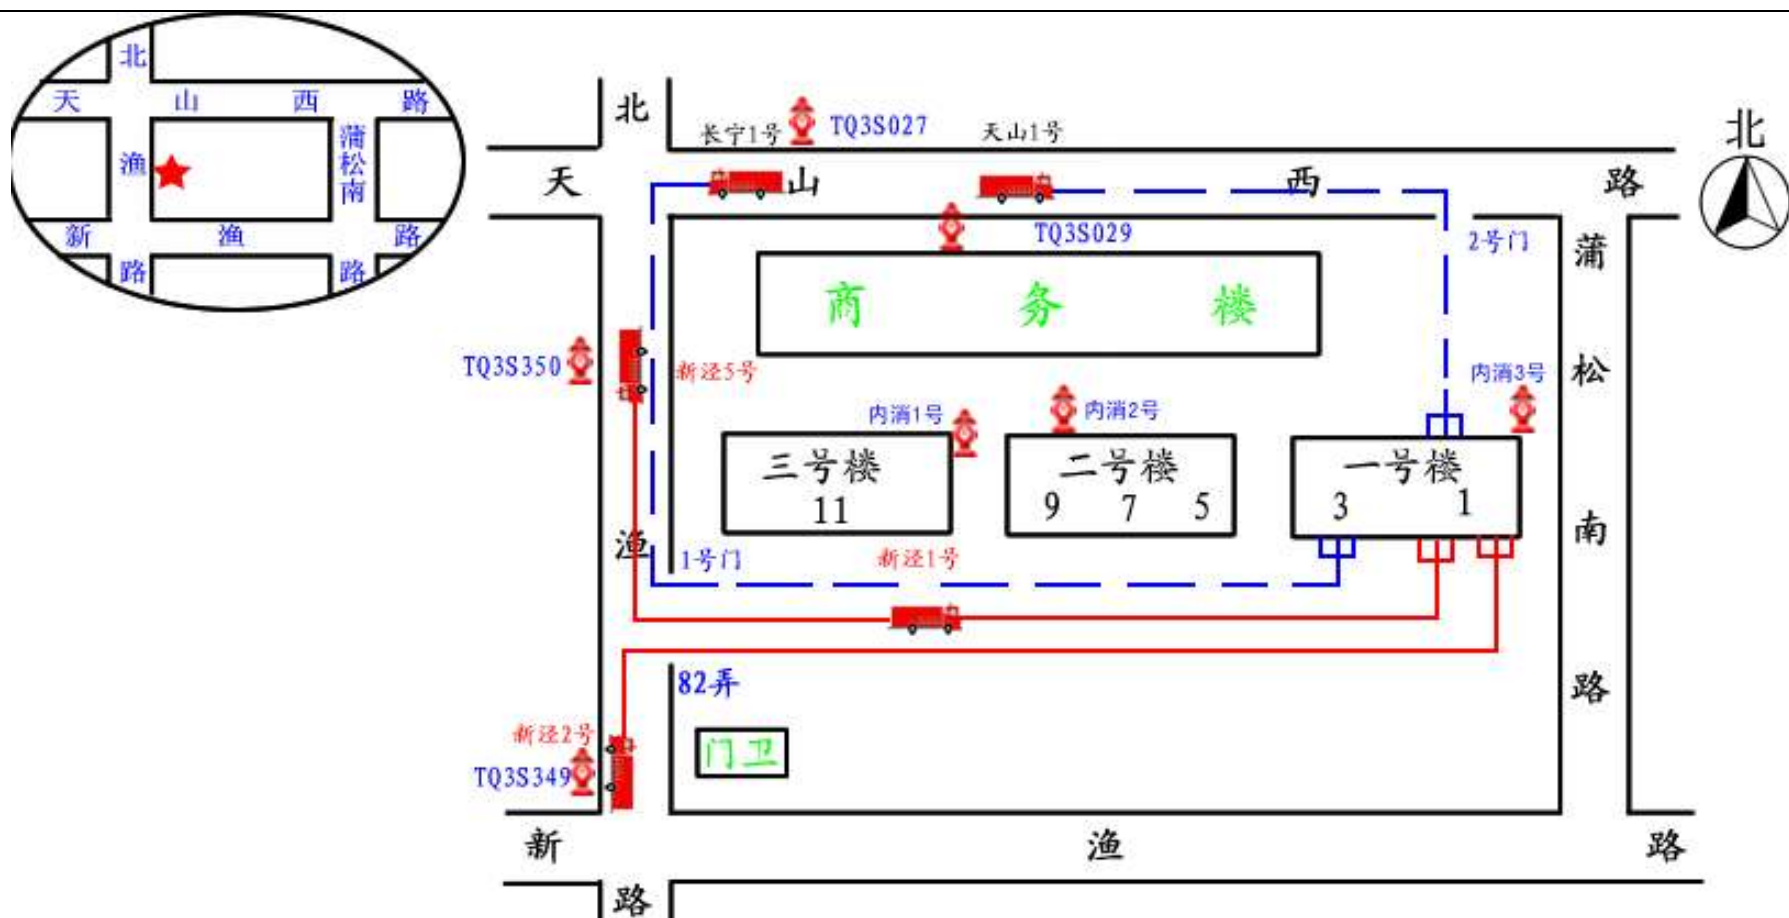 北
天 山 西 路
渔
蒲松南
新 渔 路
路 路
北
长宁1号
TQ3S027
天山1号
北
天 山 西 路
TQ3S029
2号门
蒲
商 务 楼
TQ3S350
新泾5号
松
内消3号
内消1号
内消2号
三号楼
二号楼
一号楼
11
9 7 5
3 1
渔
1号门
新泾1号
南
82弄
路
新泾2号
门卫
TQ3S349
新 渔 路
路